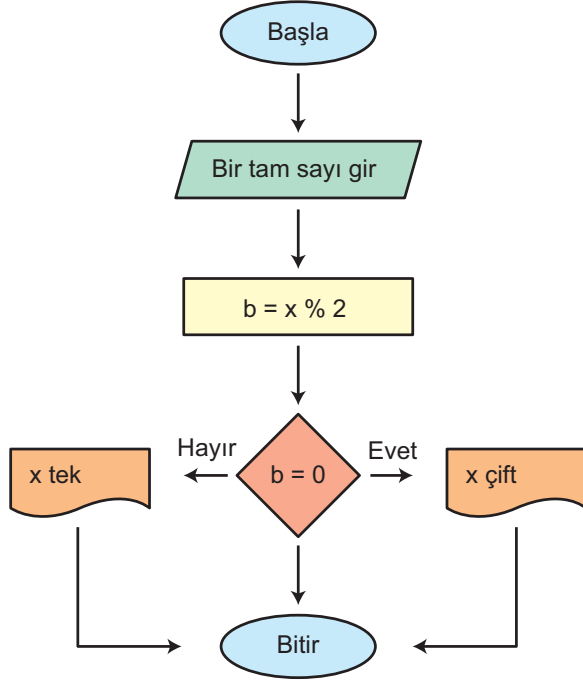 Başla
Bir tam sayı gir
b = x % 2
Hayır
Evet
x tek
b = 0
x çift
Bitir